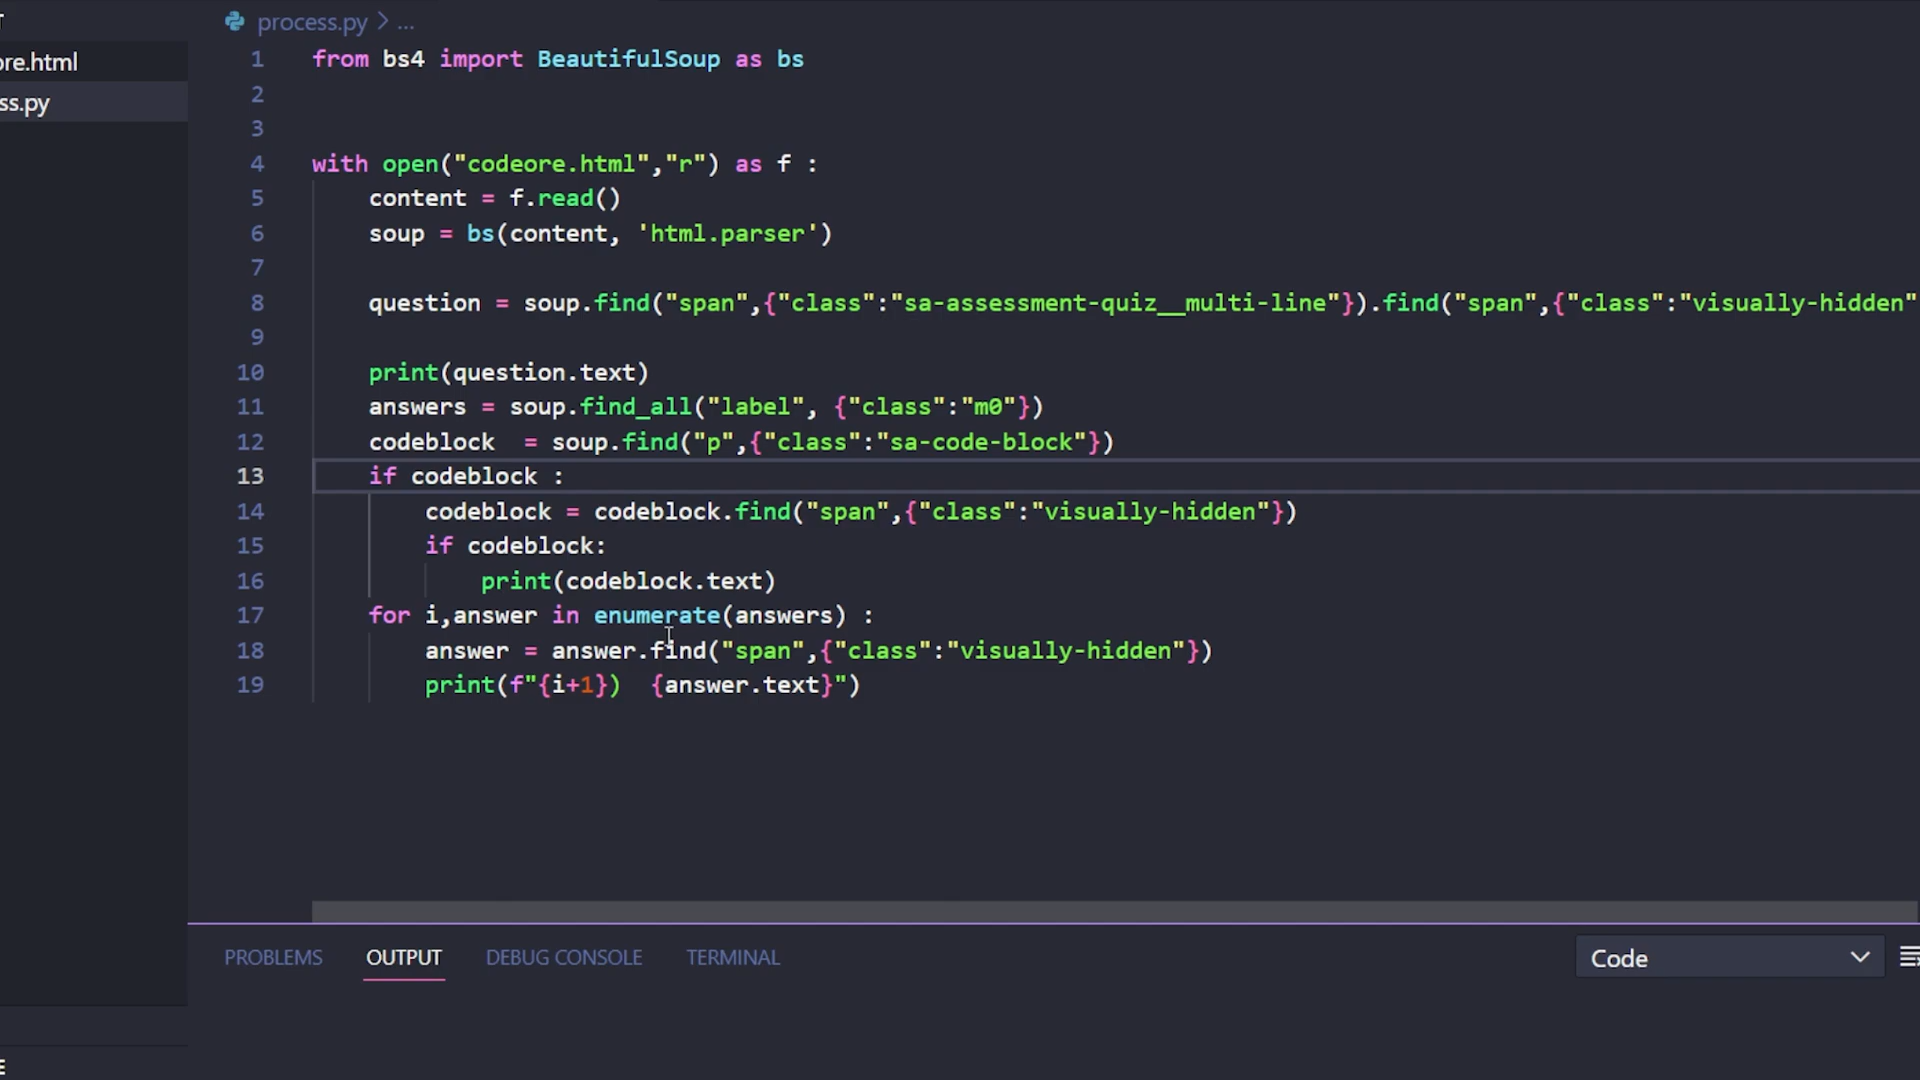 process.py > ...
ore.html
ss.py
1 from bs4 import BeautifulSoup as bs
2
3
4 with open("codeore.html","r") as f :
5 content = f.read()
6 soup = bs(content, 'html.parser')
7
8 question = soup.find("span",{"class":"sa-assessment-quiz__multi-line"}).find("span",{"class":"visually-hidden"
9
10 print(question.text)
11 answers = soup.find_all("label", {"class":"m0"})
12 codeblock  = soup.find("p",{"class":"sa-code-block"})
13 if codeblock :
14 codeblock = codeblock.find("span",{"class":"visually-hidden"})
15 if codeblock:
16 print(codeblock.text)
17 for i,answer in enumerate(answers) :
18 answer = answer.find("span",{"class":"visually-hidden"})
19 print(f"{i+1})  {answer.text}")
PROBLEMS OUTPUT DEBUG CONSOLE TERMINAL Code